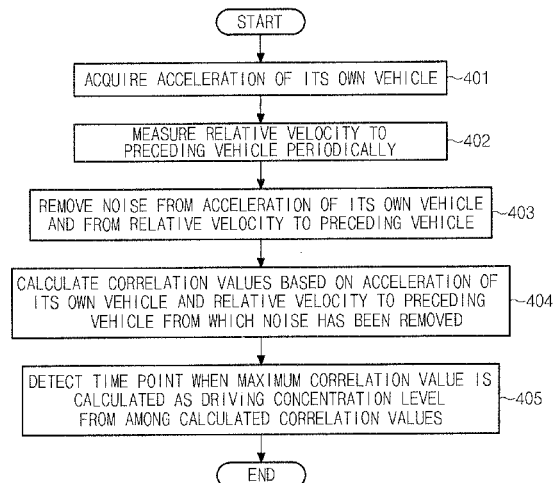 START
ACQUIRE ACCELERATION OF ITS OWN VEHICLE
401
MEASURE RELATIVE VELOCITY TO
PRECEDING VEHICLE PERIODICALLY
402
REMOVE NOISE FROM ACCELERATION OF ITS OWN VEHICLE
AND FROM RELATIVE VELOCITY TO PRECEDING VEHICLE
403
CALCULATE CORRELATION VALUES BASED ON ACCELERATION OF
ITS OWN VEHICLE AND RELATIVE VELOCITY TO PRECEDING
VEHICLE FROM WHICH NOISE HAS BEEN REMOVED
404
DETECT TIME POINT WHEN MAXIMUM CORRELATION VALUE IS
CALCULATED AS DRIVING CONCENTRATION LEVEL
FROM AMONG CALCULATED CORRELATION VALUES
405
END